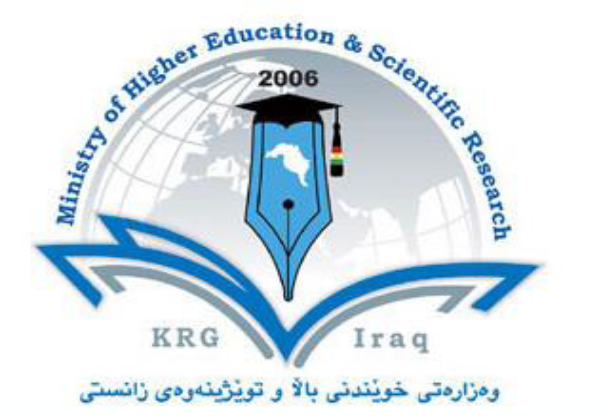 Ministry of Higher Education & Scientific Research
2006
KRG Iraq
وەزارەتی خوێندنی باڵا و توێژینەوەی زانستی